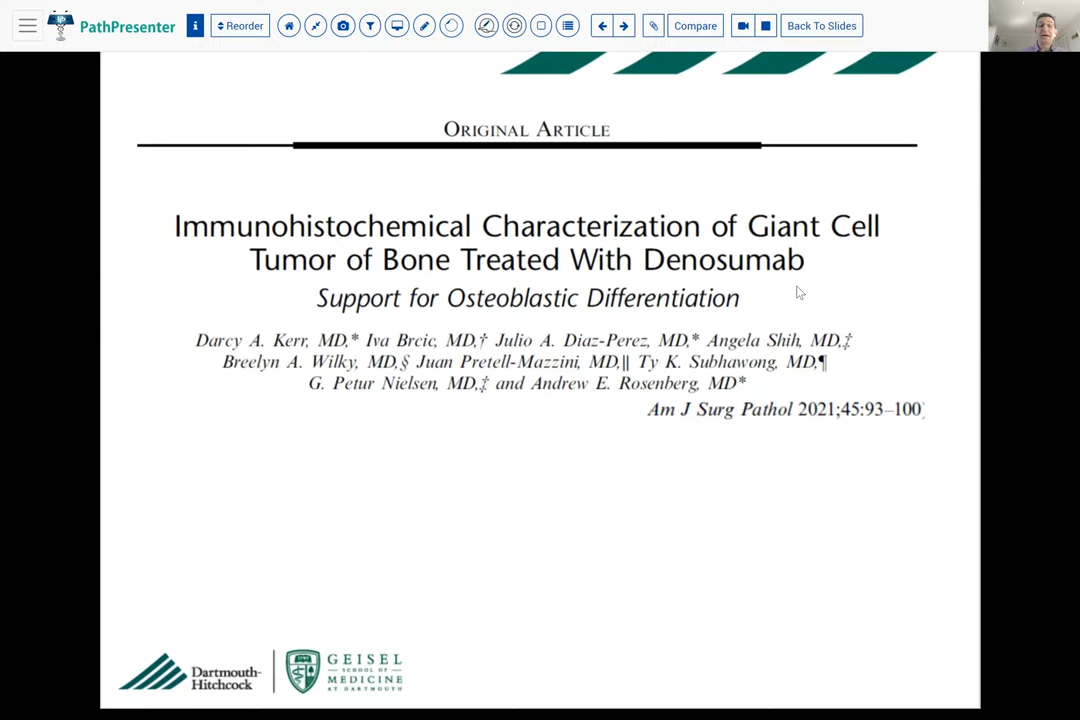 PathPresenter
Reorder
Compare
Back To Slides
ORIGINAL ARTICLE
Immunohistochemical Characterization of Giant Cell
Tumor of Bone Treated With Denosumab
Support for Osteoblastic Differentiation
Darcy A. Kerr, MD,* Iva Brcic, MD,† Julio A. Diaz-Perez, MD,* Angela Shih, MD,‡
Breelyn A. Wilky, MD,§ Juan Pretell-Mazzini, MD,∥ Ty K. Subhawong, MD,¶
G. Petur Nielsen, MD,‡ and Andrew E. Rosenberg, MD*
Am J Surg Pathol 2021;45:93–100)
Dartmouth-
Hitchcock
GEISEL
SCHOOL OF
MEDICINE
AT DARTMOUTH